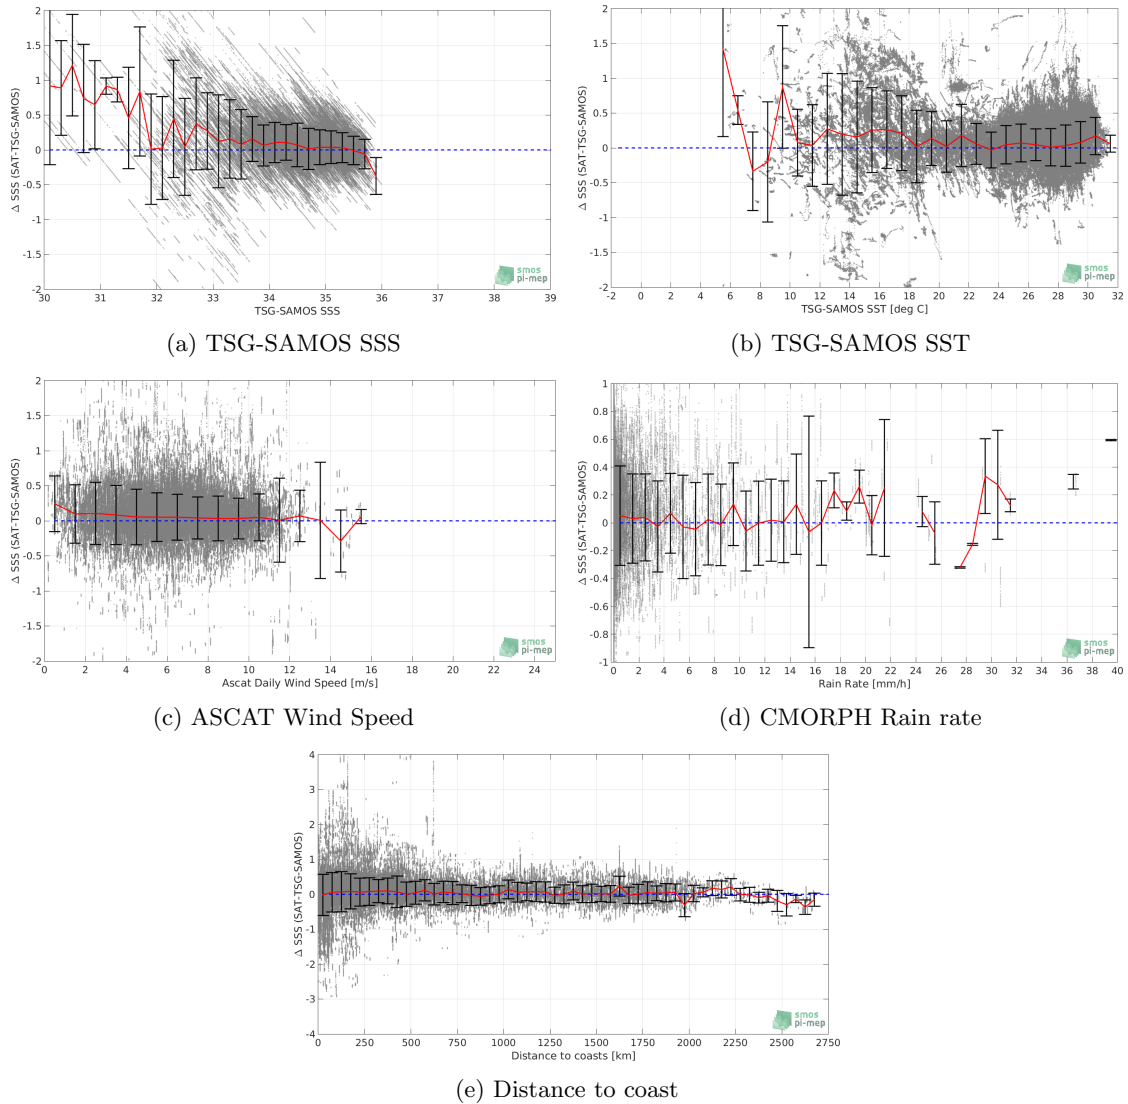 2
1.5
1
0.5
0
-0.5
-1
-1.5
-2
Δ SSS (SAT-TSG-SAMOS)
30 31 32 33 34 35 36 37 38 39
TSG-SAMOS SSS
smos
pi-mep
(a) TSG-SAMOS SSS
2
1.5
1
0.5
0
-0.5
-1
-1.5
-2
Δ SSS (SAT-TSG-SAMOS)
-2 0 2 4 6 8 10 12 14 16 18 20 22 24 26 28 30 32
TSG-SAMOS SST [deg C]
smos
pi-mep
(b) TSG-SAMOS SST
2
1.5
1
0.5
0
-0.5
-1
-1.5
-2
Δ SSS (SAT-TSG-SAMOS)
0 2 4 6 8 10 12 14 16 18 20 22 24
Ascat Daily Wind Speed [m/s]
smos
pi-mep
(c) ASCAT Wind Speed
1
0.8
0.6
0.4
0.2
0
-0.2
-0.4
-0.6
-0.8
-1
Δ SSS (SAT-TSG-SAMOS)
0 2 4 6 8 10 12 14 16 18 20 22 24 26 28 30 32 34 36 38 40
Rain Rate [mm/h]
smos
pi-mep
(d) CMORPH Rain rate
4
3
2
1
0
-1
-2
-3
-4
Δ SSS (SAT-TSG-SAMOS)
0 250 500 750 1000 1250 1500 1750 2000 2250 2500 2750
Distance to coasts [km]
smos
pi-mep
(e) Distance to coast